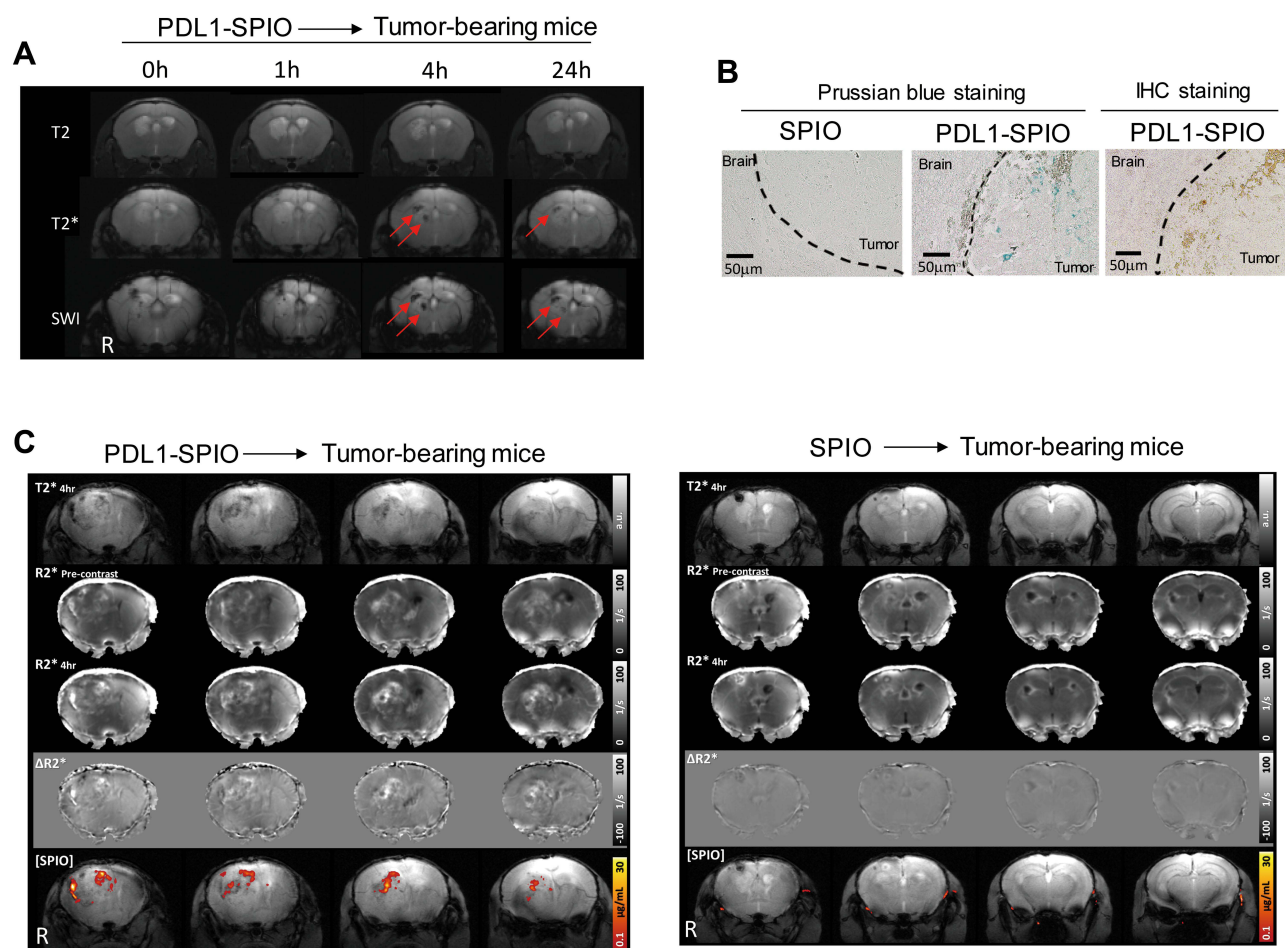 PDL1-SPIO → Tumor-bearing mice
A
0h 1h 4h 24h
T2
T2*
SWI
R
B
Prussian blue staining IHC staining
SPIO PDL1-SPIO PDL1-SPIO
Brain Brain Brain
Tumor Tumor Tumor
50μm 50μm 50μm
C
PDL1-SPIO → Tumor-bearing mice
T2* 4hr
a.u.
R2* Pre-contrast
100
1/s
0
R2* 4hr
100
1/s
0
ΔR2*
100
1/s
-100
[SPIO]
30
μg/mL
0.1
R
SPIO → Tumor-bearing mice
T2* 4hr
a.u.
R2* Pre-contrast
100
1/s
0
R2* 4hr
100
1/s
0
ΔR2*
100
1/s
-100
[SPIO]
30
μg/mL
0.1
R